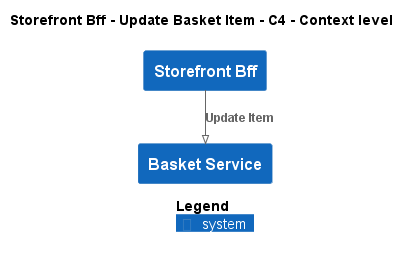 Storefront Bff - Update Basket Item - C4 - Context level
Storefront Bff
Update Item
Basket Service
Legend
system